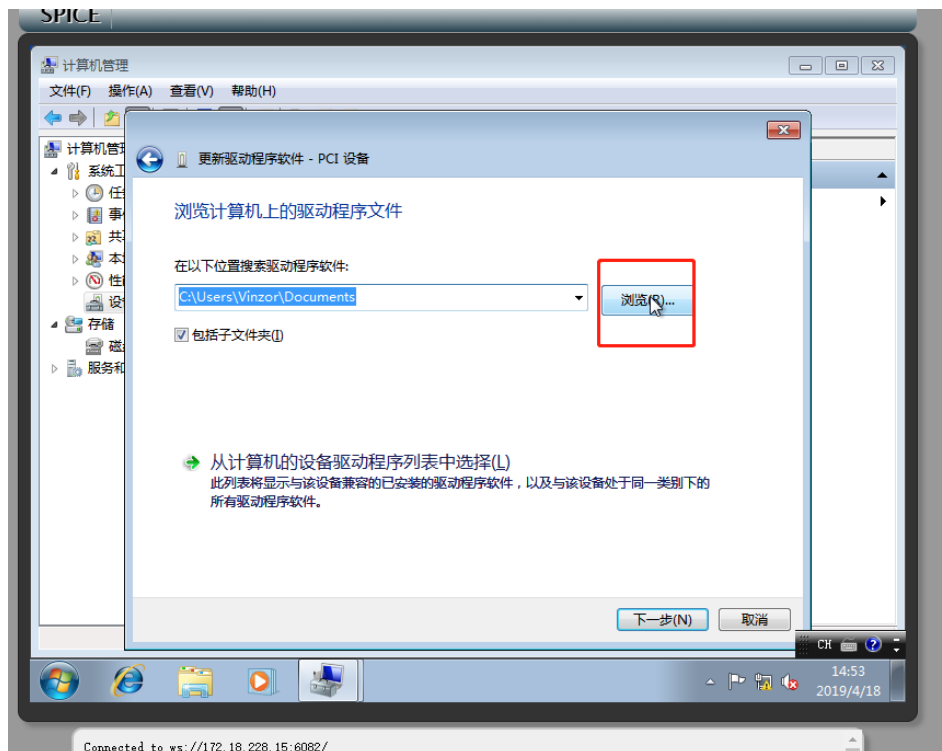 SPICE
计算机管理
文件(F) 操作(A) 查看(V) 帮助(H)
计算机管
更新驱动程序软件 - PCI 设备
系统工
任
事
共
本
性
设
存储
磁
服务和
浏览计算机上的驱动程序文件
在以下位置搜索驱动程序软件:
C:\Users\Vinzor\Documents
浏览(R)...
包括子文件夹(I)
从计算机的设备驱动程序列表中选择(L)
此列表将显示与该设备兼容的已安装的驱动程序软件，以及与该设备处于同一类别下的
所有驱动程序软件。
下一步(N) 取消
CH
14:53
2019/4/18
Connected to ws://172.18.228.15:6082/